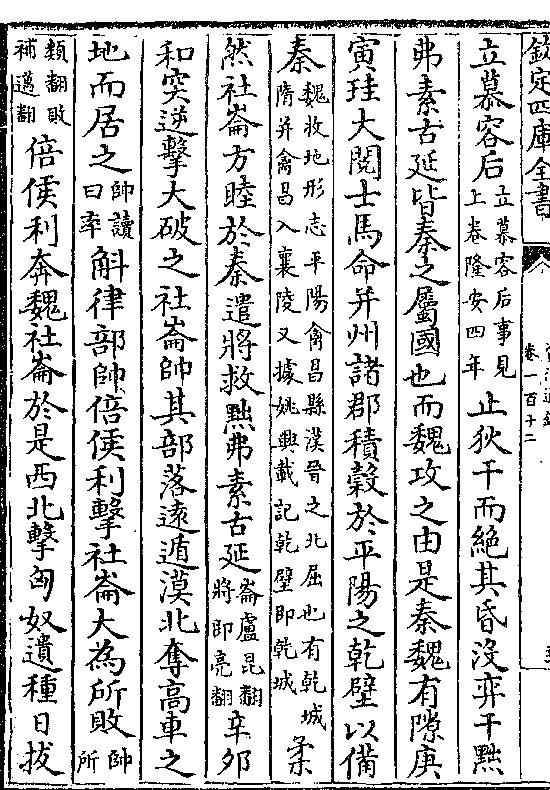 欽定四庫全書
卷一百十二
立慕容后立慕容后事見上卷隆安四年止狄干而絶其昏没弈干黜
弗素古延皆秦之屬國也而魏攻之由是秦魏有隙庚
寅珪大閱士馬命并州諸郡積穀於平陽之乾壁以備
秦魏收地形志平陽禽昌縣漢晉之北屈也有乾城隋并禽昌入襄陵又據姚興載記乾壁即乾城柔
然社崙方睦於秦遣將救黜弗素古延崙盧昆翻將即亮翻辛夘
和突逆擊大破之社崙帥其部落遠遁漠北奪高車之
地而居之帥讀曰率斛律部帥倍侯利擊社崙大為所敗帥所
類翻敗補邁翻倍侯利奔魏社崙於是西北擊匈奴遺種日拔